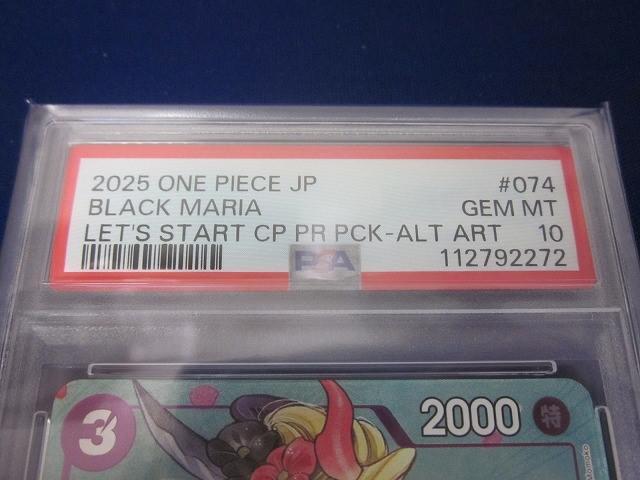 2025 ONE PIECE JP #074
BLACK MARIA GEM MT
LET'S START CP PR PCK-ALT ART 10
PSA 112792272
3 2000 特
Momoko